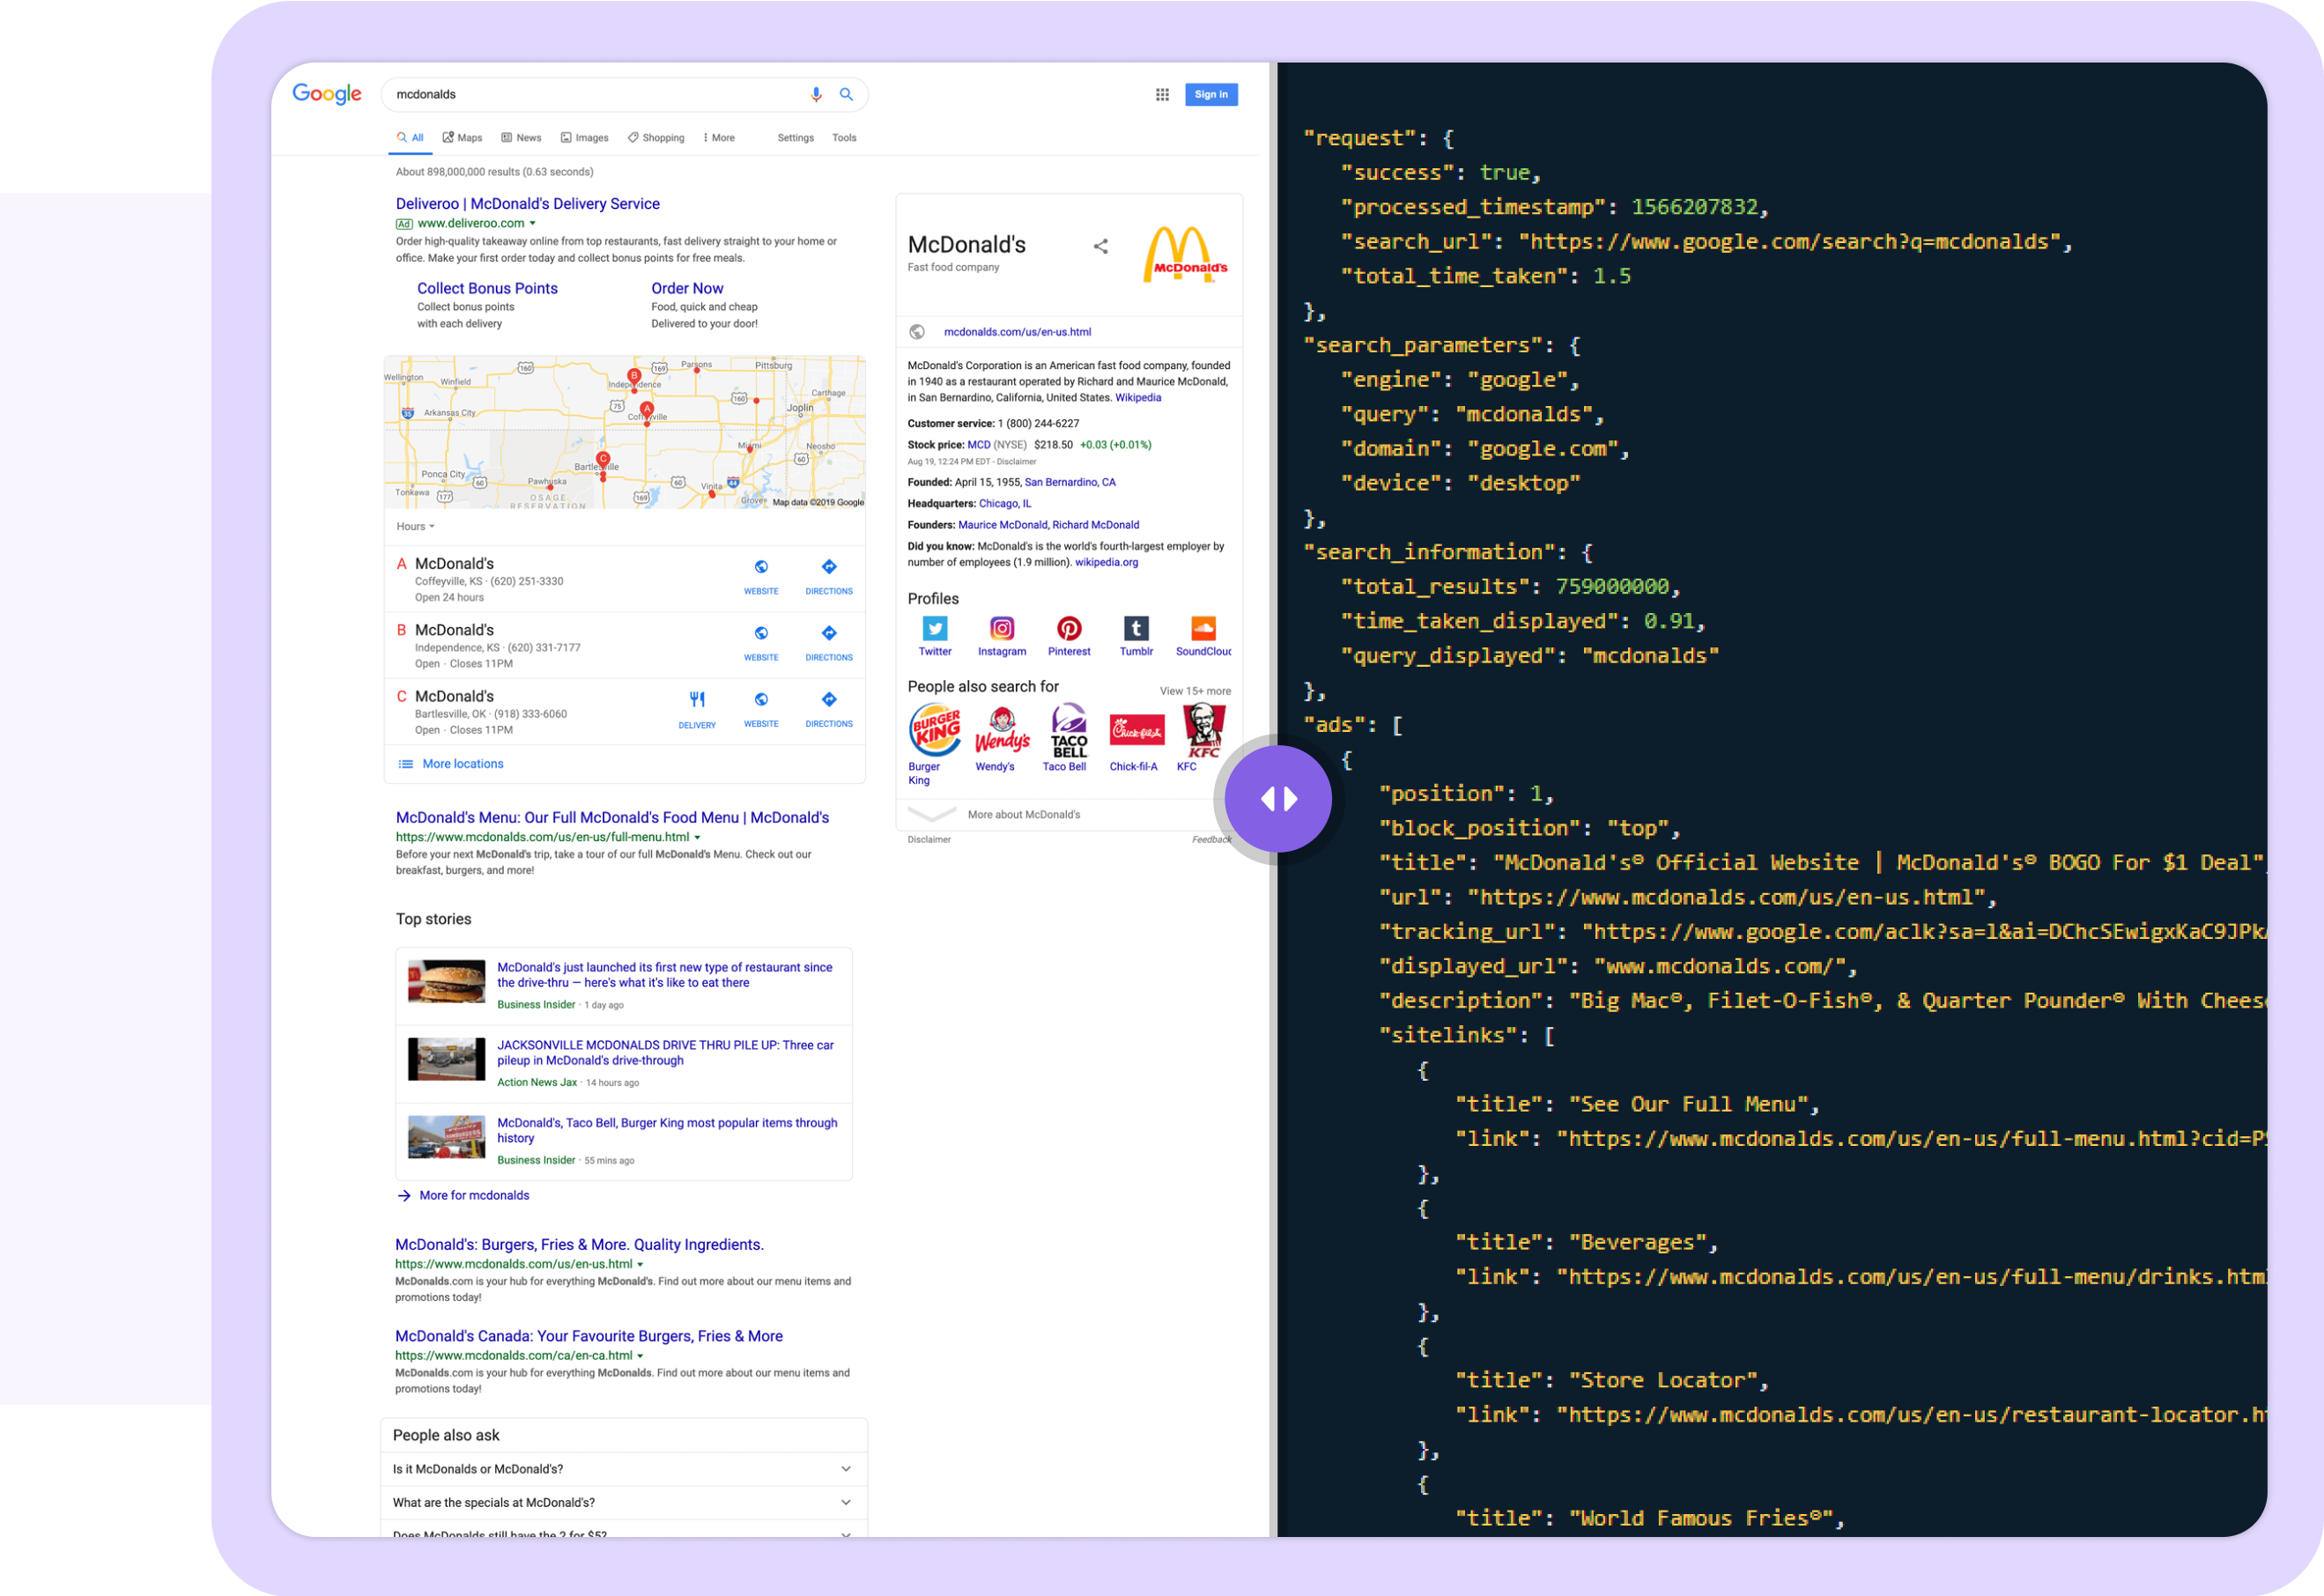 Google
mcdonalds
Sign in
All Maps News Images Shopping More Settings Tools
About 898,000,000 results (0.63 seconds)
Deliveroo | McDonald's Delivery Service
Ad www.deliveroo.com
Order high-quality takeaway online from top restaurants, fast delivery straight to your home or
office. Make your first order today and collect bonus points for free meals.
Collect Bonus Points
Collect bonus points
with each delivery
Order Now
Food, quick and cheap
Delivered to your door!
Wellington
Winfield
160
Independence
B
169
Parsons
Pittsburg
Carthage
35
Arkansas City
75
A
Coffeyville
160
Joplin
Miami
Neosho
60
C
Bartlesville
Ponca City
60
Pawhuska
60
Vinita
44
Tonkawa
177
OSAGE
RESERVATION
169
Grove
Map data ©2019 Google
Hours
A McDonald's
Coffeyville, KS · (620) 251-3330
Open 24 hours
WEBSITE DIRECTIONS
B McDonald's
Independence, KS · (620) 331-7177
Open · Closes 11PM
WEBSITE DIRECTIONS
C McDonald's
Bartlesville, OK · (918) 333-6060
Open · Closes 11PM
DELIVERY WEBSITE DIRECTIONS
More locations
McDonald's Menu: Our Full McDonald's Food Menu | McDonald's
https://www.mcdonalds.com/us/en-us/full-menu.html
Before your next McDonald's trip, take a tour of our full McDonald's Menu. Check out our
breakfast, burgers, and more!
Top stories
McDonald's just launched its first new type of restaurant since
the drive-thru — here's what it's like to eat there
Business Insider · 1 day ago
JACKSONVILLE MCDONALDS DRIVE THRU PILE UP: Three car
pileup in McDonald's drive-through
Action News Jax · 14 hours ago
McDonald's, Taco Bell, Burger King most popular items through
history
Business Insider · 55 mins ago
More for mcdonalds
McDonald's: Burgers, Fries & More. Quality Ingredients.
https://www.mcdonalds.com/us/en-us.html
McDonalds.com is your hub for everything McDonald's. Find out more about our menu items and
promotions today!
McDonald's Canada: Your Favourite Burgers, Fries & More
https://www.mcdonalds.com/ca/en-ca.html
McDonalds.com is your hub for everything McDonalds. Find out more about our menu items and
promotions today!
People also ask
Is it McDonalds or McDonald's?
What are the specials at McDonald's?
Does McDonalds still have the 2 for $5?
McDonald's
Fast food company
McDonald's
mcdonalds.com/us/en-us.html
McDonald's Corporation is an American fast food company, founded
in 1940 as a restaurant operated by Richard and Maurice McDonald,
in San Bernardino, California, United States. Wikipedia
Customer service: 1 (800) 244-6227
Stock price: MCD (NYSE) $218.50 +0.03 (+0.01%)
Aug 19, 12:24 PM EDT - Disclaimer
Founded: April 15, 1955, San Bernardino, CA
Headquarters: Chicago, IL
Founders: Maurice McDonald, Richard McDonald
Did you know: McDonald's is the world's fourth-largest employer by
number of employees (1.9 million). wikipedia.org
Profiles
Twitter Instagram Pinterest Tumblr SoundClou
People also search for
View 15+ more
BURGER KING
Wendy's
TACO BELL
Chick-fil-A
KFC
Burger
King
Wendy's
Taco Bell
Chick-fil-A
KFC
More about McDonald's
Disclaimer
Feedback
"request": {
"success": true,
"processed_timestamp": 1566207832,
"search_url": "https://www.google.com/search?q=mcdonalds",
"total_time_taken": 1.5
},
"search_parameters": {
"engine": "google",
"query": "mcdonalds",
"domain": "google.com",
"device": "desktop"
},
"search_information": {
"total_results": 759000000,
"time_taken_displayed": 0.91,
"query_displayed": "mcdonalds"
},
"ads": [
{
"position": 1,
"block_position": "top",
"title": "McDonald's® Official Website | McDonald's® BOGO For $1 Deal",
"url": "https://www.mcdonalds.com/us/en-us.html",
"tracking_url": "https://www.google.com/aclk?sa=l&ai=DChcSEwigxKaC9JPk
"displayed_url": "www.mcdonalds.com/",
"description": "Big Mac®, Filet-O-Fish®, & Quarter Pounder® With Chees
"sitelinks": [
{
"title": "See Our Full Menu",
"link": "https://www.mcdonalds.com/us/en-us/full-menu.html?cid=P
},
{
"title": "Beverages",
"link": "https://www.mcdonalds.com/us/en-us/full-menu/drinks.htm
},
{
"title": "Store Locator",
"link": "https://www.mcdonalds.com/us/en-us/restaurant-locator.h
},
{
"title": "World Famous Fries®",